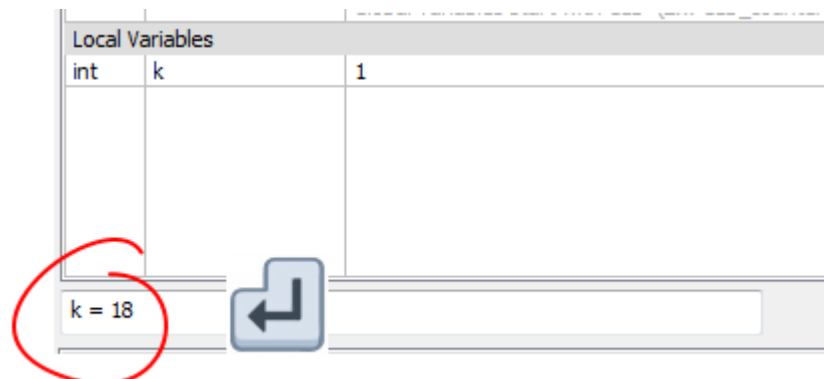 Local Variables
int k 1
k = 18